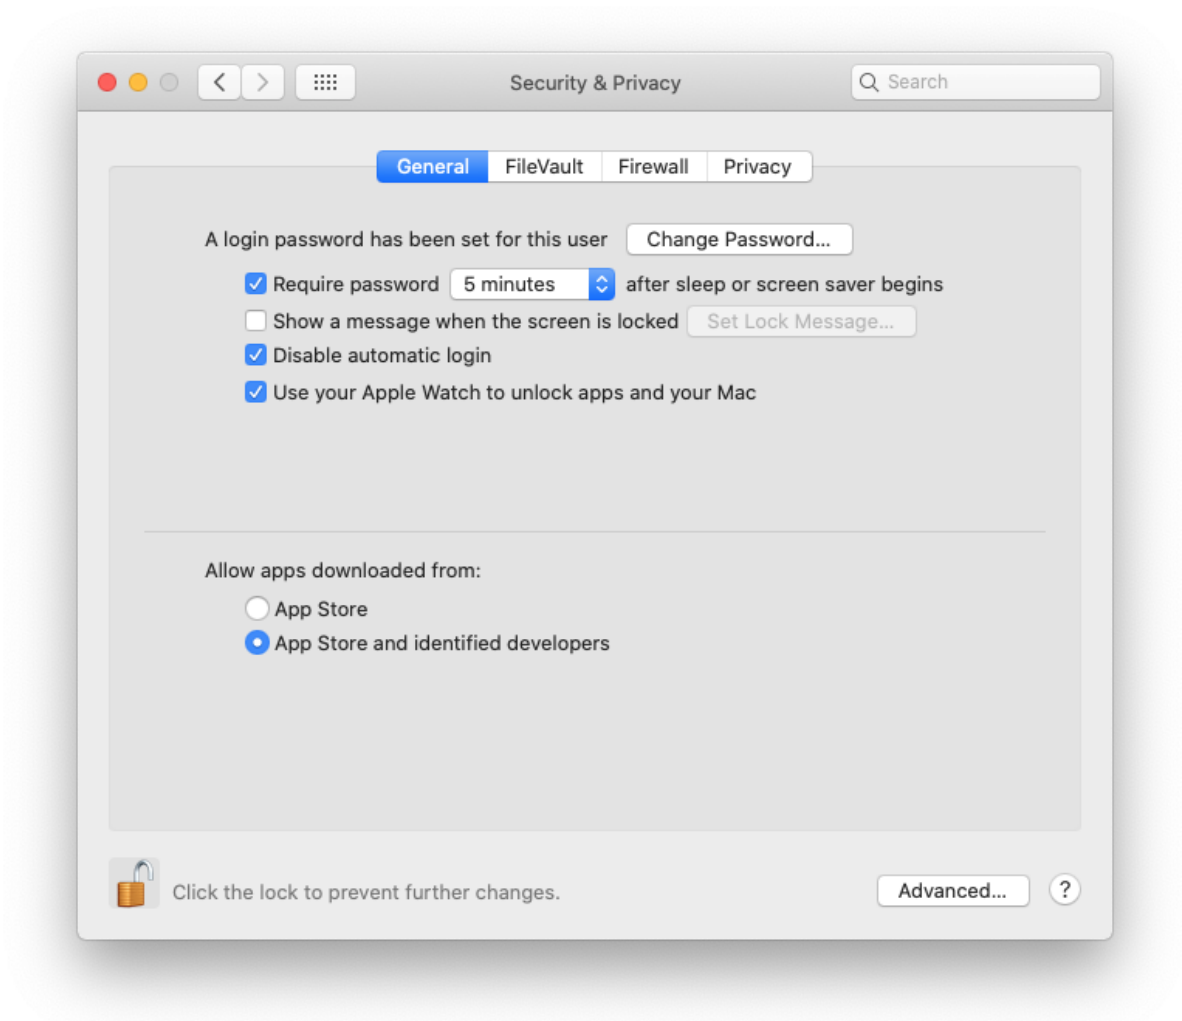 Security & Privacy
Search
General FileVault Firewall Privacy
A login password has been set for this user Change Password...
Require password 5 minutes after sleep or screen saver begins
Show a message when the screen is locked Set Lock Message...
Disable automatic login
Use your Apple Watch to unlock apps and your Mac
Allow apps downloaded from:
App Store
App Store and identified developers
Click the lock to prevent further changes.
Advanced... ?